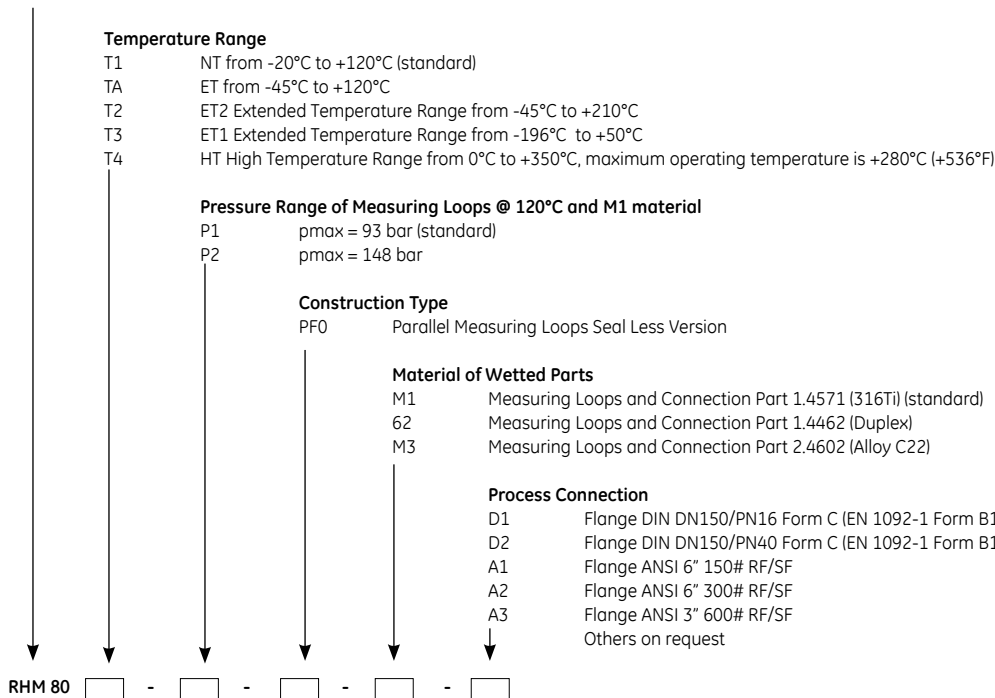 Temperature Range
T1 NT from -20°C to +120°C (standard)
TA ET from -45°C to +120°C
T2 ET2 Extended Temperature Range from -45°C to +210°C
T3 ET1 Extended Temperature Range from -196°C to +50°C
T4 HT High Temperature Range from 0°C to +350°C, maximum operating temperature is +280°C (+536°F)
Pressure Range of Measuring Loops @ 120°C and M1 material
P1 pmax = 93 bar (standard)
P2 pmax = 148 bar
Construction Type
PF0 Parallel Measuring Loops Seal Less Version
Material of Wetted Parts
M1 Measuring Loops and Connection Part 1.4571 (316Ti) (standard)
62 Measuring Loops and Connection Part 1.4462 (Duplex)
M3 Measuring Loops and Connection Part 2.4602 (Alloy C22)
Process Connection
D1 Flange DIN DN150/PN16 Form C (EN 1092-1 Form B1
D2 Flange DIN DN150/PN40 Form C (EN 1092-1 Form B1
A1 Flange ANSI 6” 150# RF/SF
A2 Flange ANSI 6” 300# RF/SF
A3 Flange ANSI 3” 600# RF/SF
Others on request
RHM 80 - - - -